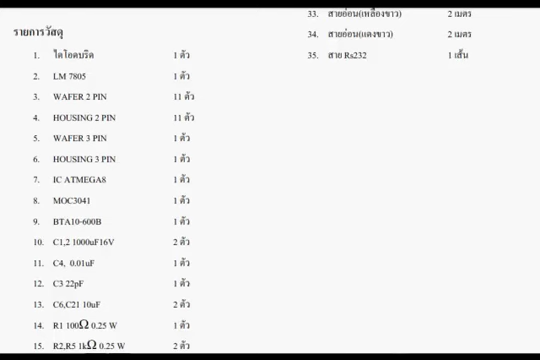 รายการวัสดุ
1. ไดโอดบริด 1 ตัว
2. LM 7805 1 ตัว
3. WAFER 2 PIN 11 ตัว
4. HOUSING 2 PIN 11 ตัว
5. WAFER 3 PIN 1 ตัว
6. HOUSING 3 PIN 1 ตัว
7. IC ATMEGA8 1 ตัว
8. MOC3041 1 ตัว
9. BTA10-600B 1 ตัว
10. C1,2 1000uF16V 2 ตัว
11. C4, 0.01uF 1 ตัว
12. C3 22pF 1 ตัว
13. C6,C21 10uF 2 ตัว
14. R1 100Ω 0.25 W 1 ตัว
15. R2,R5 1kΩ 0.25 W 2 ตัว
33. สายอ่อน(เหลืองขาว) 2 เมตร
34. สายอ่อน(แดงขาว) 2 เมตร
35. สาย Rs232 1 เส้น